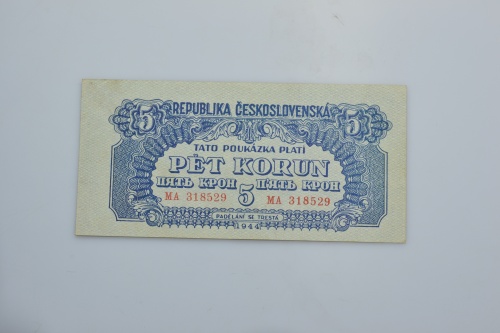 REPUBLIKA ČESKOSLOVENSKÁ
5 5
TATO POUKÁZKA PLATÍ
PĚT KORUN
ПЯТЬ КРОН 5 П'ЯТЬ КРОН
MA 318529 MA 318529
PADĚLÁNÍ SE TRESTÁ
1944